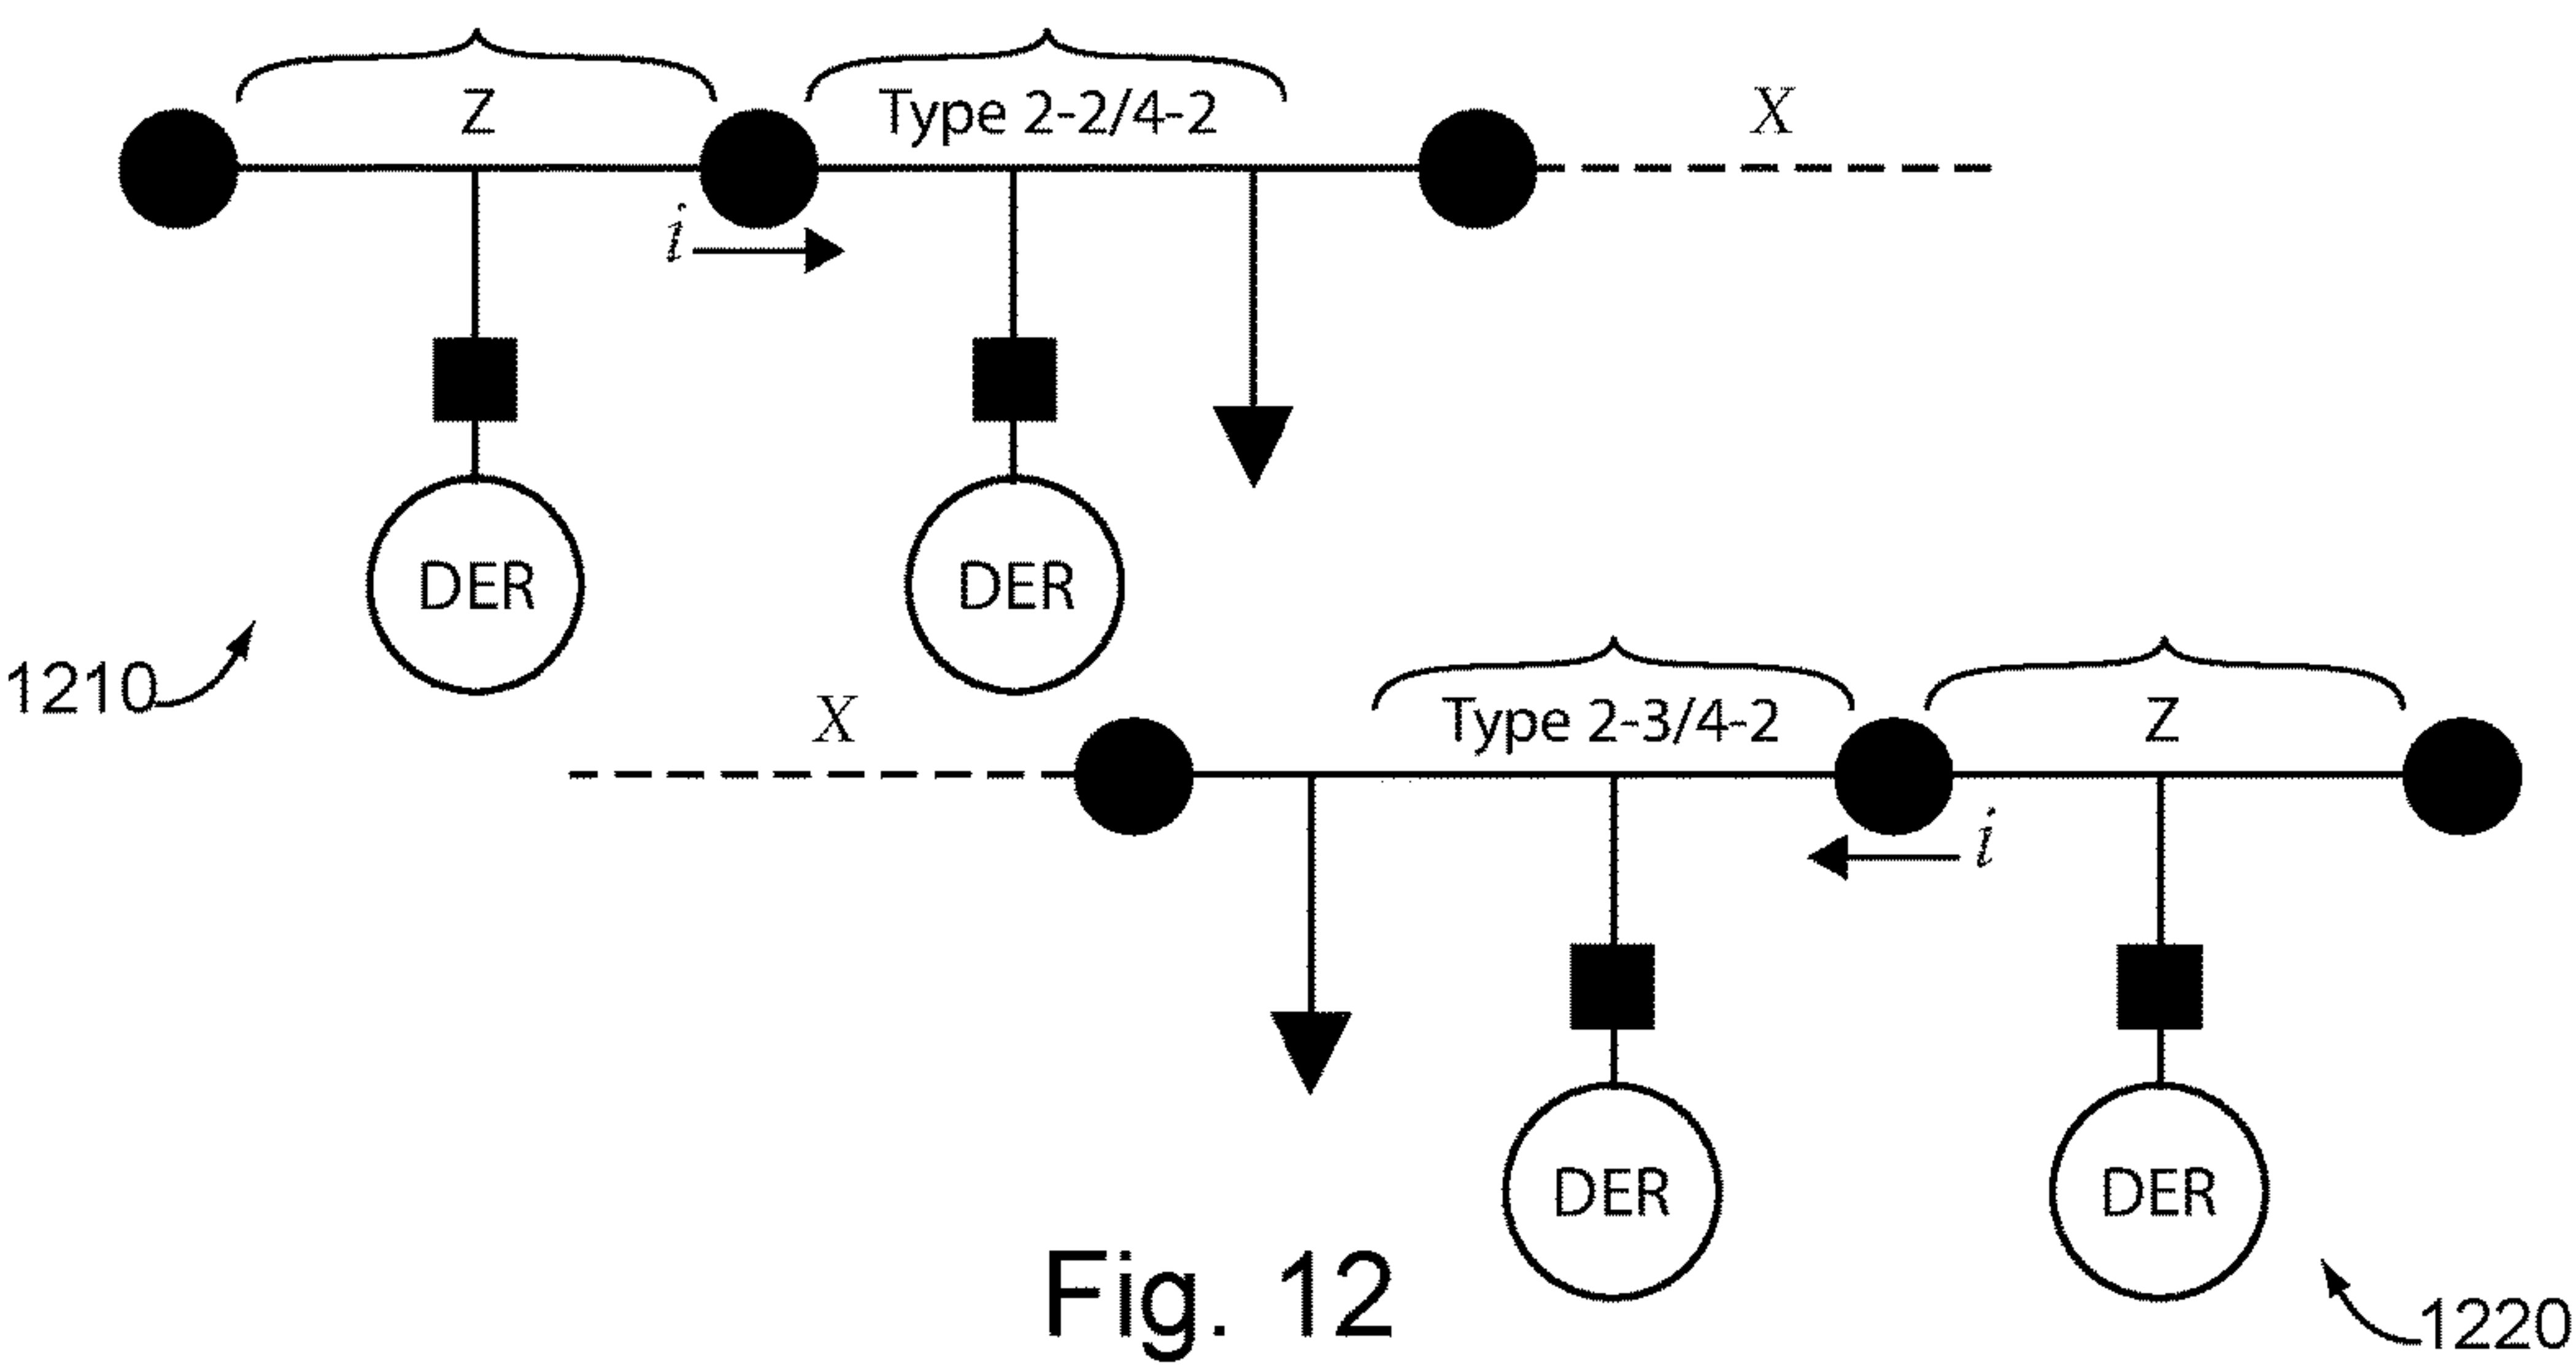 Z
Type 2-2/4-2
X
i
DER
DER
1210
X
Type 2-3/4-2
Z
i
DER
DER
Fig. 12
1220